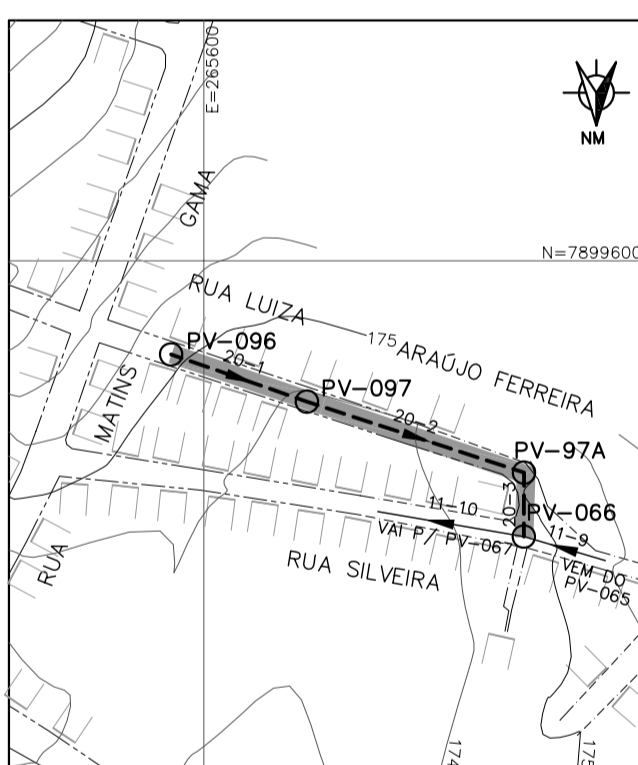 E=265600
NM
GAMA
N=7899600
RUA LUIZA
175
ARAÚJO FERREIRA
PV-096
20-1
MATINS
PV-097
20-2
PV-97A
20-3
11-10
PV-066
VAI P/ PV-067
11-9
RUA
RUA SILVEIRA
VEM DO
PV-065
174
175